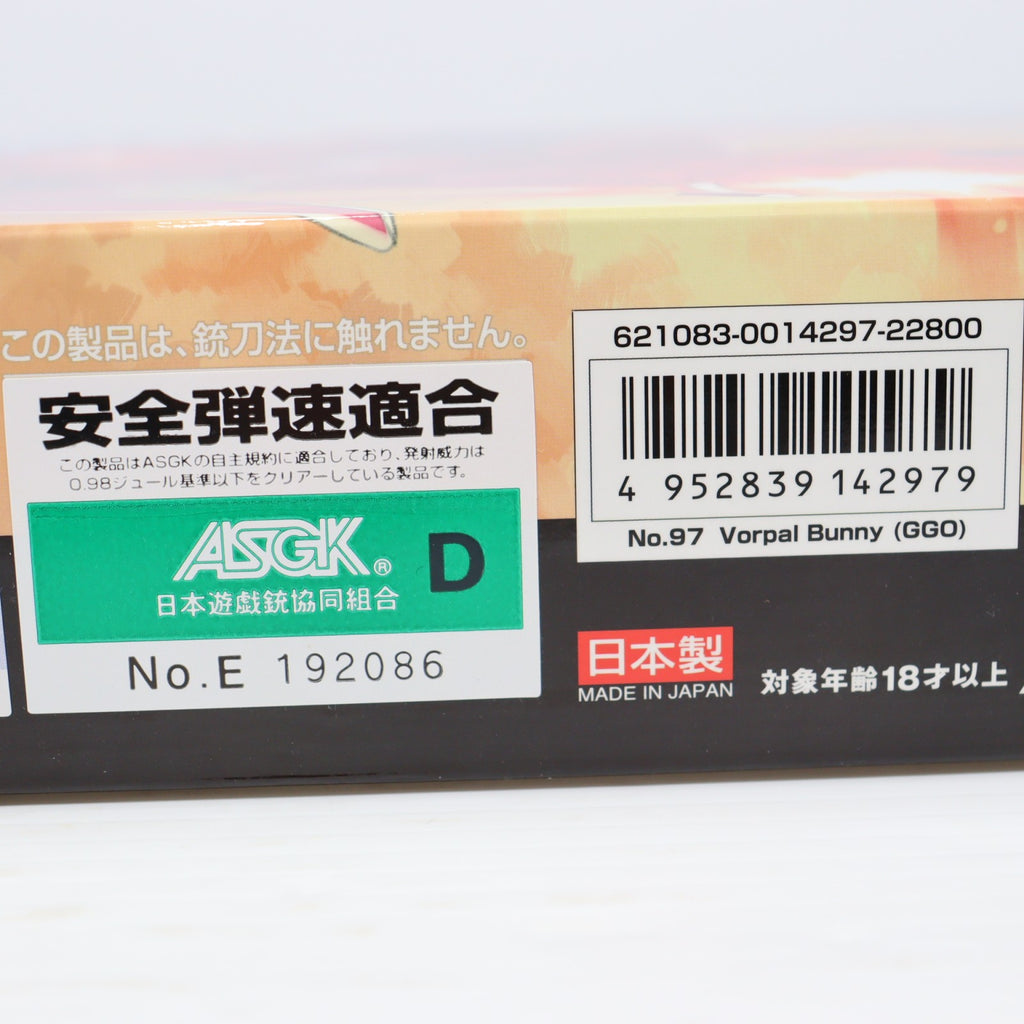 この製品は、銃刀法に触れません。
安全弾速適合
この製品はASGKの自主規約に適合しており、発射威力は
0.98ジュール基準以下をクリアーしている製品です。
ASGK®
D
日本遊戯銃協同組合
No.E 192086
621083-0014297-22800
4 952839 142979
No.97 Vorpal Bunny (GGO)
日本製
MADE IN JAPAN
対象年齢18才以上